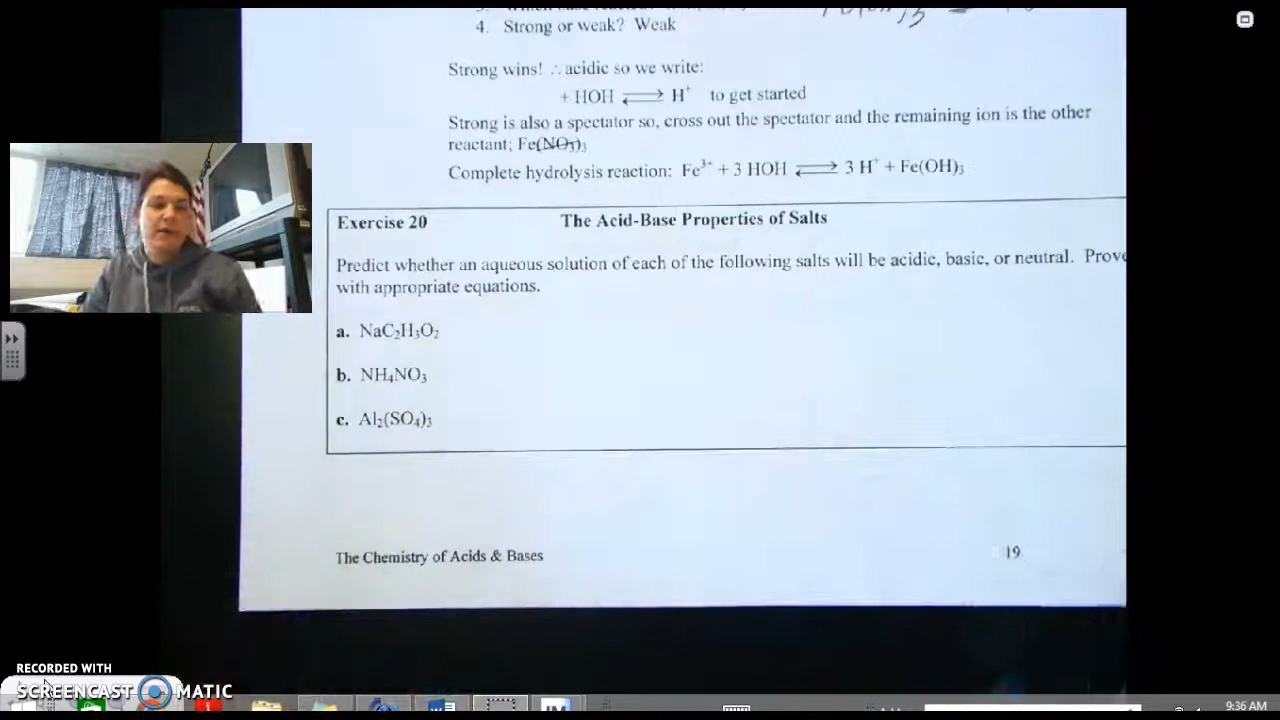 4. Strong or weak? Weak
Strong wins! ∴ acidic so we write:
+ HOH ⇌ H⁺ to get started
Strong is also a spectator so, cross out the spectator and the remaining ion is the other
reactant; Fe(NO₃)₃
Complete hydrolysis reaction: Fe³⁺ + 3 HOH ⇌ 3 H⁺ + Fe(OH)₃
Exercise 20 The Acid-Base Properties of Salts
Predict whether an aqueous solution of each of the following salts will be acidic, basic, or neutral. Prove
with appropriate equations.
a. NaC₂H₃O₂
b. NH₄NO₃
c. Al₂(SO₄)₃
The Chemistry of Acids & Bases 19
RECORDED WITH
SCREENCAST MATIC
9:36 AM